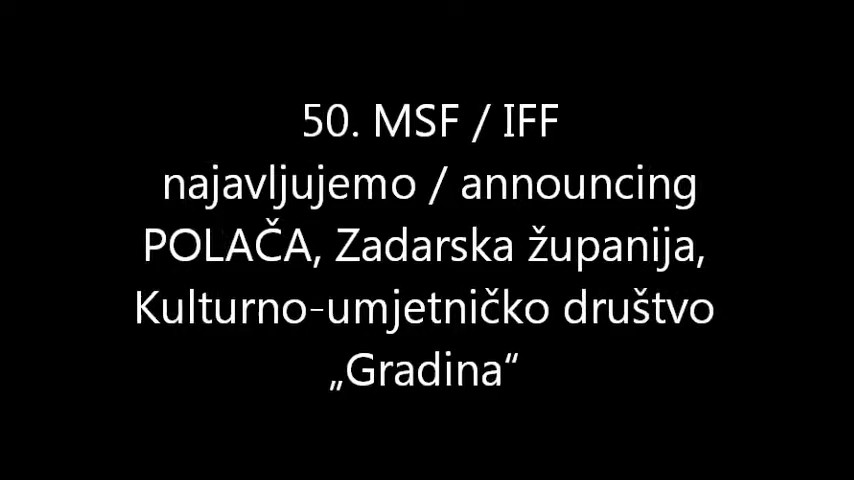 50. MSF / IFF
najavljujemo / announcing
POLAČA, Zadarska županija,
Kulturno-umjetničko društvo
„Gradina“